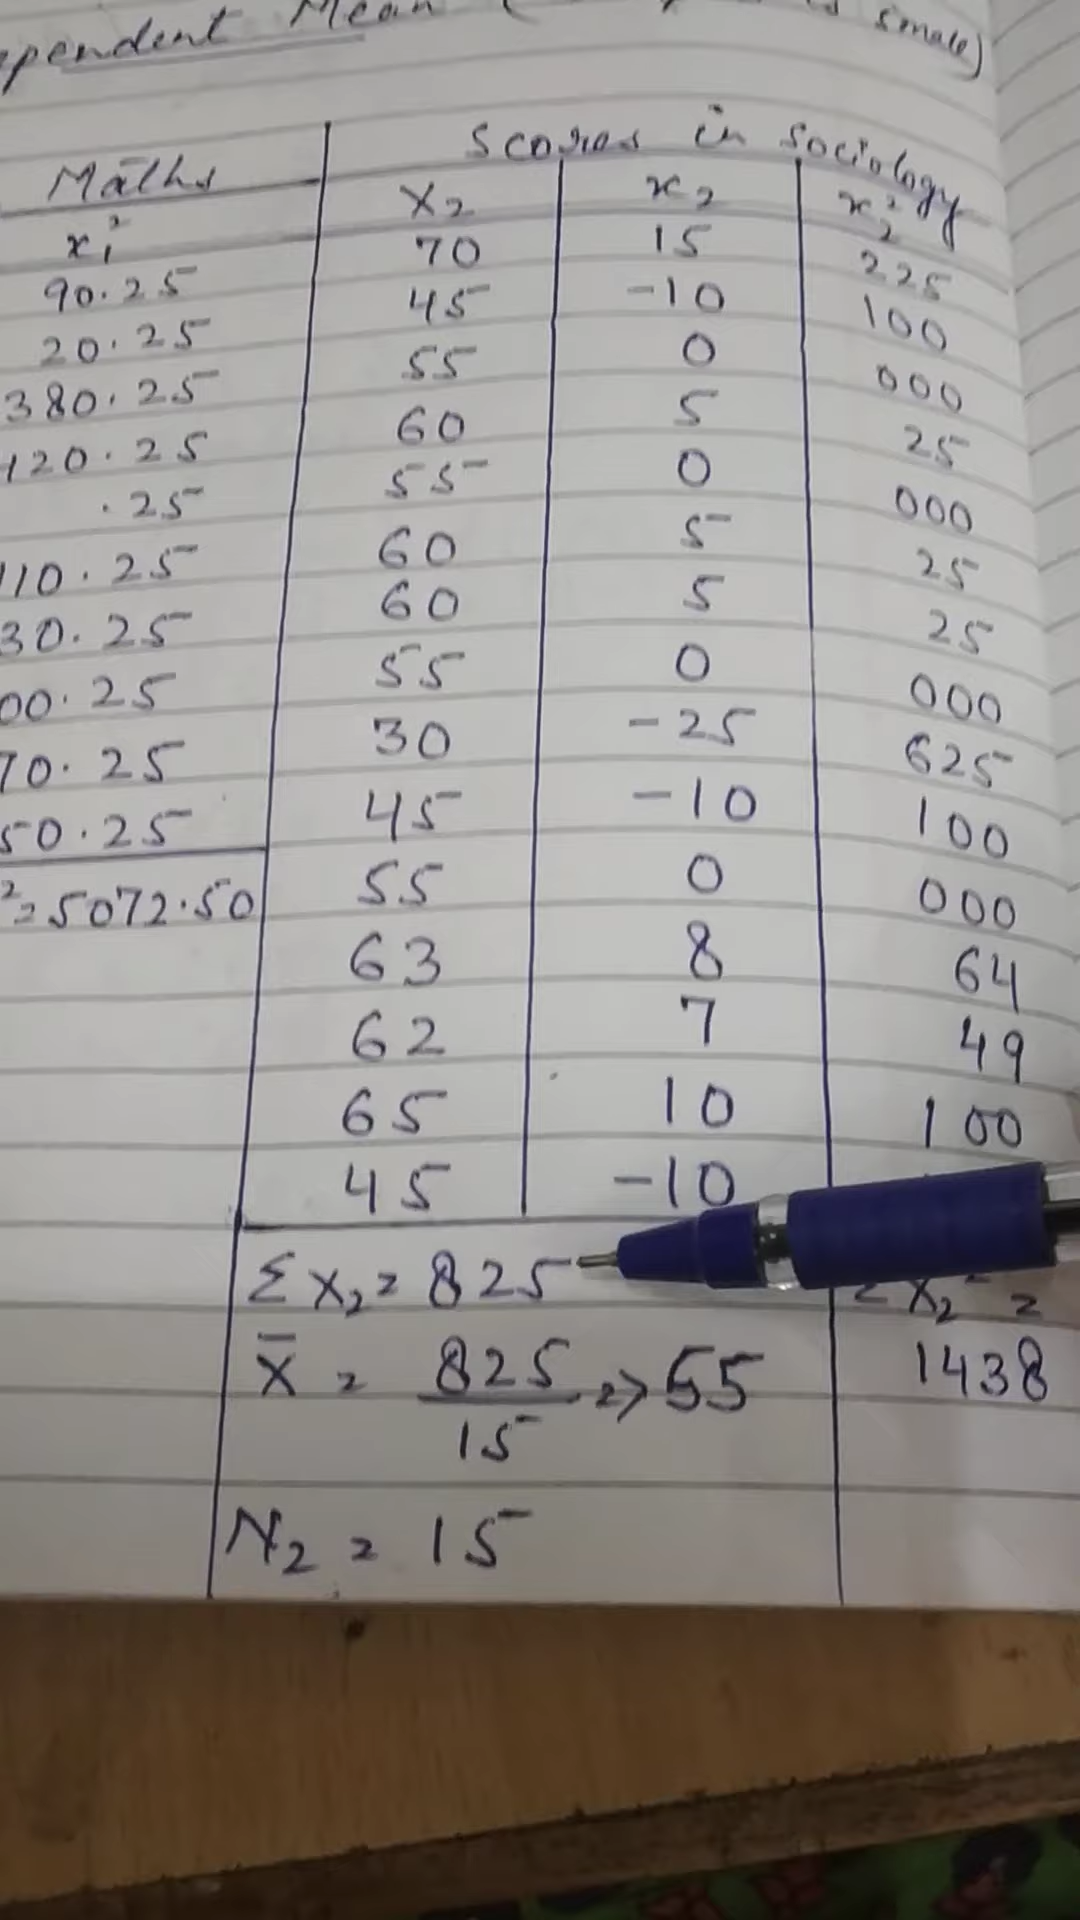 pendent Mean ( small)
Maths Scores in Sociology
x₁² X₂ x₂ x₂²
90.25 70 15 225
20.25 45 -10 100
380.25 55 0 000
120.25 60 5 25
.25 55 0 000
110.25 60 5 25
30.25 60 5 25
00.25 55 0 000
70.25 30 -25 625
50.25 45 -10 100
²=5072.50 55 0 000
63 8 64
62 7 49
65 10 100
45 -10
Σ X₂ = 825 Σ X₂² =
X̄ = 825/15 => 55 1438
N₂ = 15